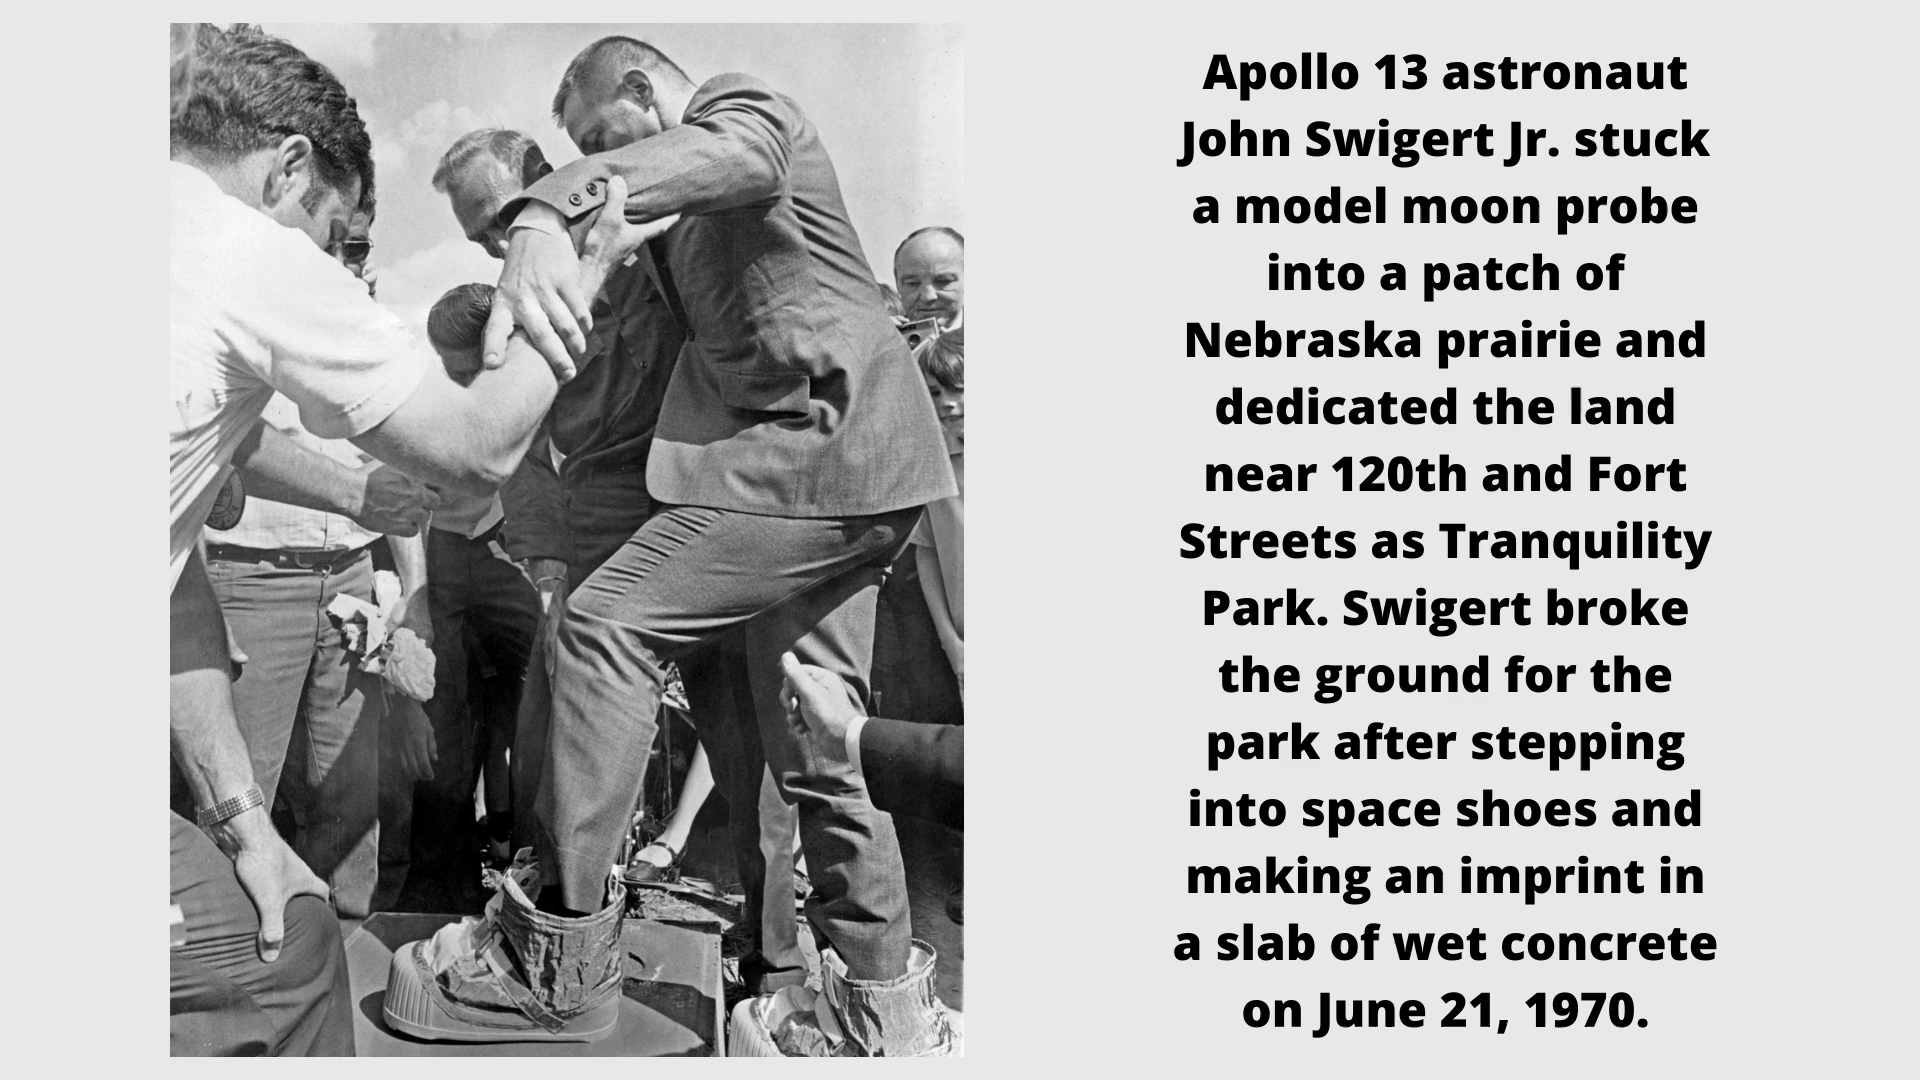 Apollo 13 astronaut
John Swigert Jr. stuck
a model moon probe
into a patch of
Nebraska prairie and
dedicated the land
near 120th and Fort
Streets as Tranquility
Park. Swigert broke
the ground for the
park after stepping
into space shoes and
making an imprint in
a slab of wet concrete
on June 21, 1970.